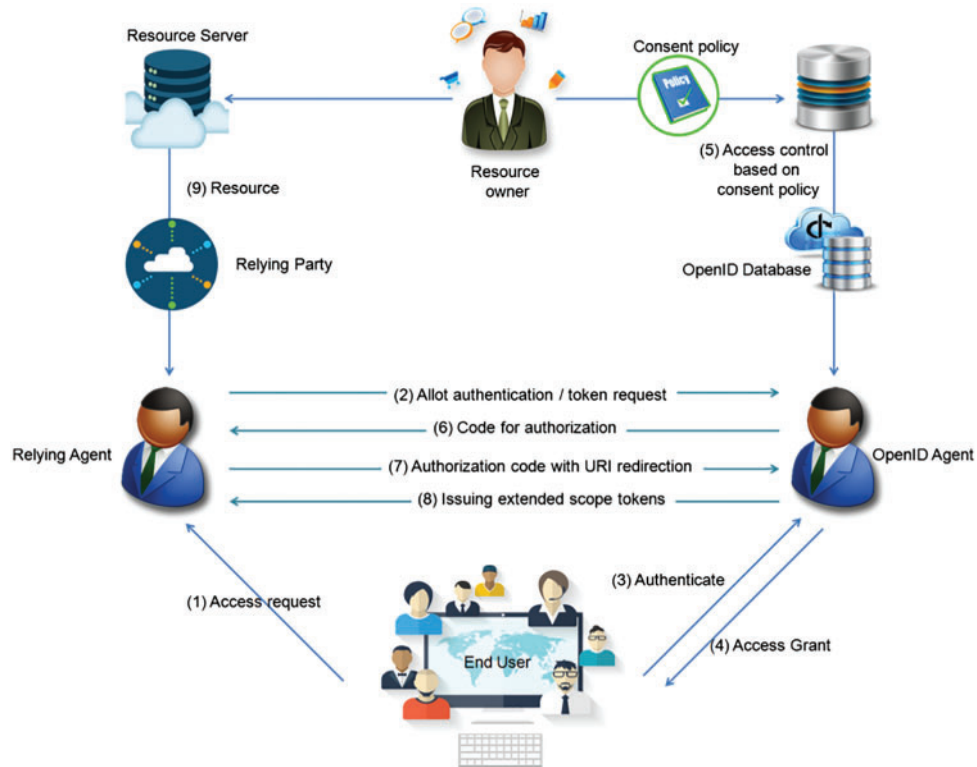 Resource Server
Consent policy
Policy
Resource
owner
(5) Access control
based on
consent policy
(9) Resource
Relying Party
OpenID Database
(2) Allot authentication / token request
(6) Code for authorization
Relying Agent
OpenID Agent
(7) Authorization code with URI redirection
(8) Issuing extended scope tokens
(3) Authenticate
(1) Access request
(4) Access Grant
End User